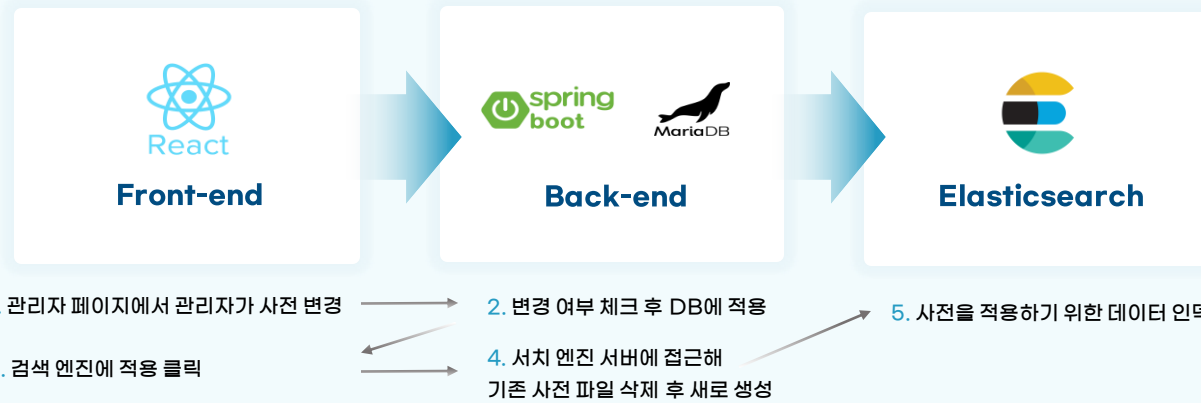 React
spring
boot
MariaDB
Front-end
Back-end
Elasticsearch
. 관리자 페이지에서 관리자가 사전 변경
2. 변경 여부 체크 후 DB에 적용
. 검색 엔진에 적용 클릭
4. 서치 엔진 서버에 접근해
기존 사전 파일 삭제 후 새로 생성
5. 사전을 적용하기 위한 데이터